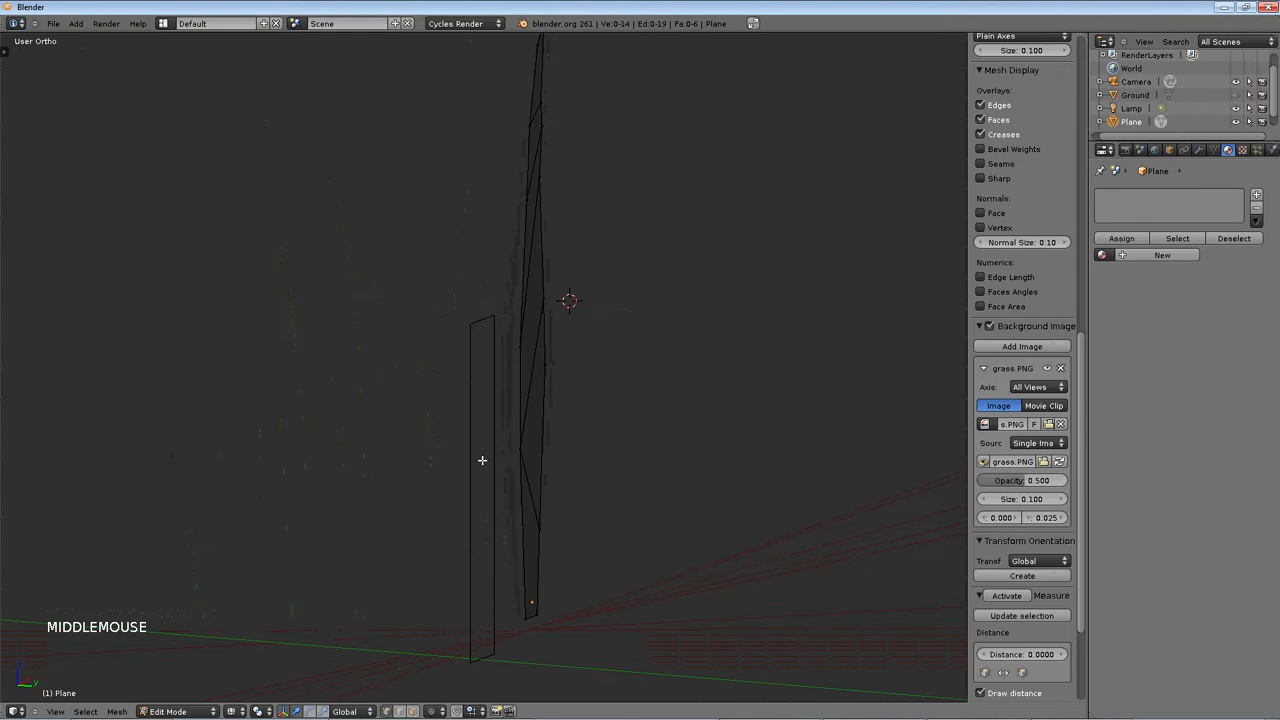 Blender
File Add Render Help Default Scene Cycles Render blender.org 261 | Ve:0-14 | Ed:0-19 | Fa:0-6 | Plane
User Ortho
Plain Axes
Size: 0.100
Mesh Display
Overlays:
Edges
Faces
Creases
Bevel Weights
Seams
Sharp
Normals:
Face
Vertex
Normal Size: 0.10
Numerics:
Edge Length
Faces Angles
Face Area
Background Image
Add Image
grass.PNG
Axis: All Views
Image Movie Clip
s.PNG F
Sourc Single Ima
grass.PNG
Opacity: 0.500
Size: 0.100
0.000 : 0.025
Transform Orientation
Transf Global
Create
Activate Measure
Update selection
Distance
Distance: 0.0000
Draw distance
View Search All Scenes
RenderLayers
World
Camera
Ground
Lamp
Plane
Plane
Assign Select Deselect
New
MIDDLEMOUSE
z
y
(1) Plane
View Select Mesh Edit Mode Global